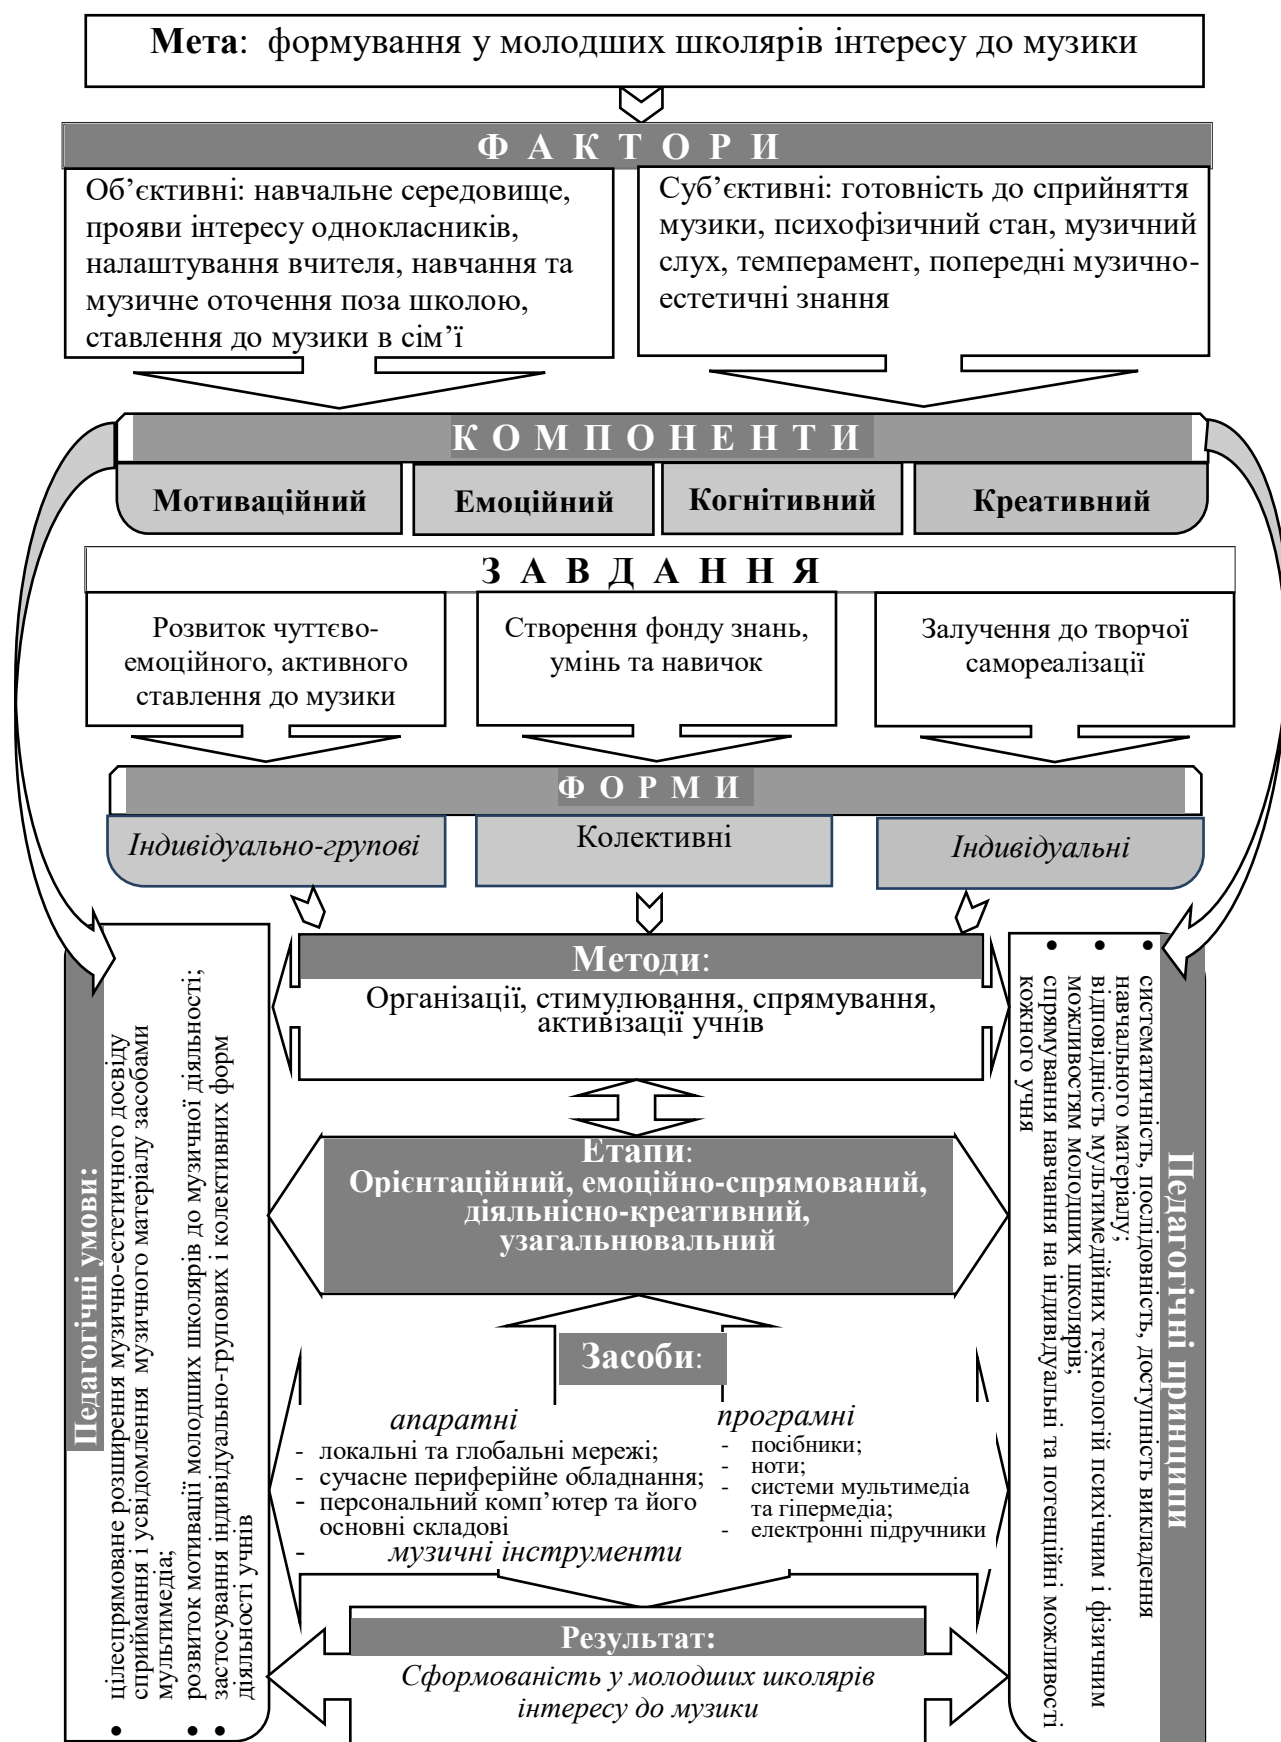 Мета: формування у молодших школярів інтересу до музики
ФАКТОРИ
Об’єктивні: навчальне середовище,
прояви інтересу однокласників,
налаштування вчителя, навчання та
музичне оточення поза школою,
ставлення до музики в сім’ї
Суб’єктивні: готовність до сприйняття
музики, психофізичний стан, музичний
слух, темперамент, попередні музично-
естетичні знання
КОМПОНЕНТИ
Мотиваційний
Емоційний
Когнітивний
Креативний
ЗАВДАННЯ
Розвиток чуттєво-
емоційного, активного
ставлення до музики
Створення фонду знань,
умінь та навичок
Залучення до творчої
самореалізації
ФОРМИ
Індивідуально-групові
Колективні
Індивідуальні
Педагогічні умови:
• цілеспрямоване розширення музично-естетичного досвіду
сприймання і усвідомлення музичного матеріалу засобами
мультимедіа;
• розвиток мотивації молодших школярів до музичної діяльності;
• застосування індивідуально-групових і колективних форм
діяльності учнів
Методи:
Організації, стимулювання, спрямування,
активізації учнів
Етапи:
Орієнтаційний, емоційно-спрямований,
діяльнісно-креативний,
узагальнювальний
Засоби:
апаратні
- локальні та глобальні мережі;
- сучасне периферійне обладнання;
- персональний комп’ютер та його
основні складові
- музичні інструменти
програмні
- посібники;
- ноти;
- системи мультимедіа
та гіпермедіа;
- електронні підручники
Результат:
Сформованість у молодших школярів
інтересу до музики
Педагогічні принципи
• систематичність, послідовність, доступність викладення
навчального матеріалу;
• відповідність мультимедійних технологій психічним і фізичним
можливостям молодших школярів;
• спрямування навчання на індивідуальні та потенційні можливості
кожного учня